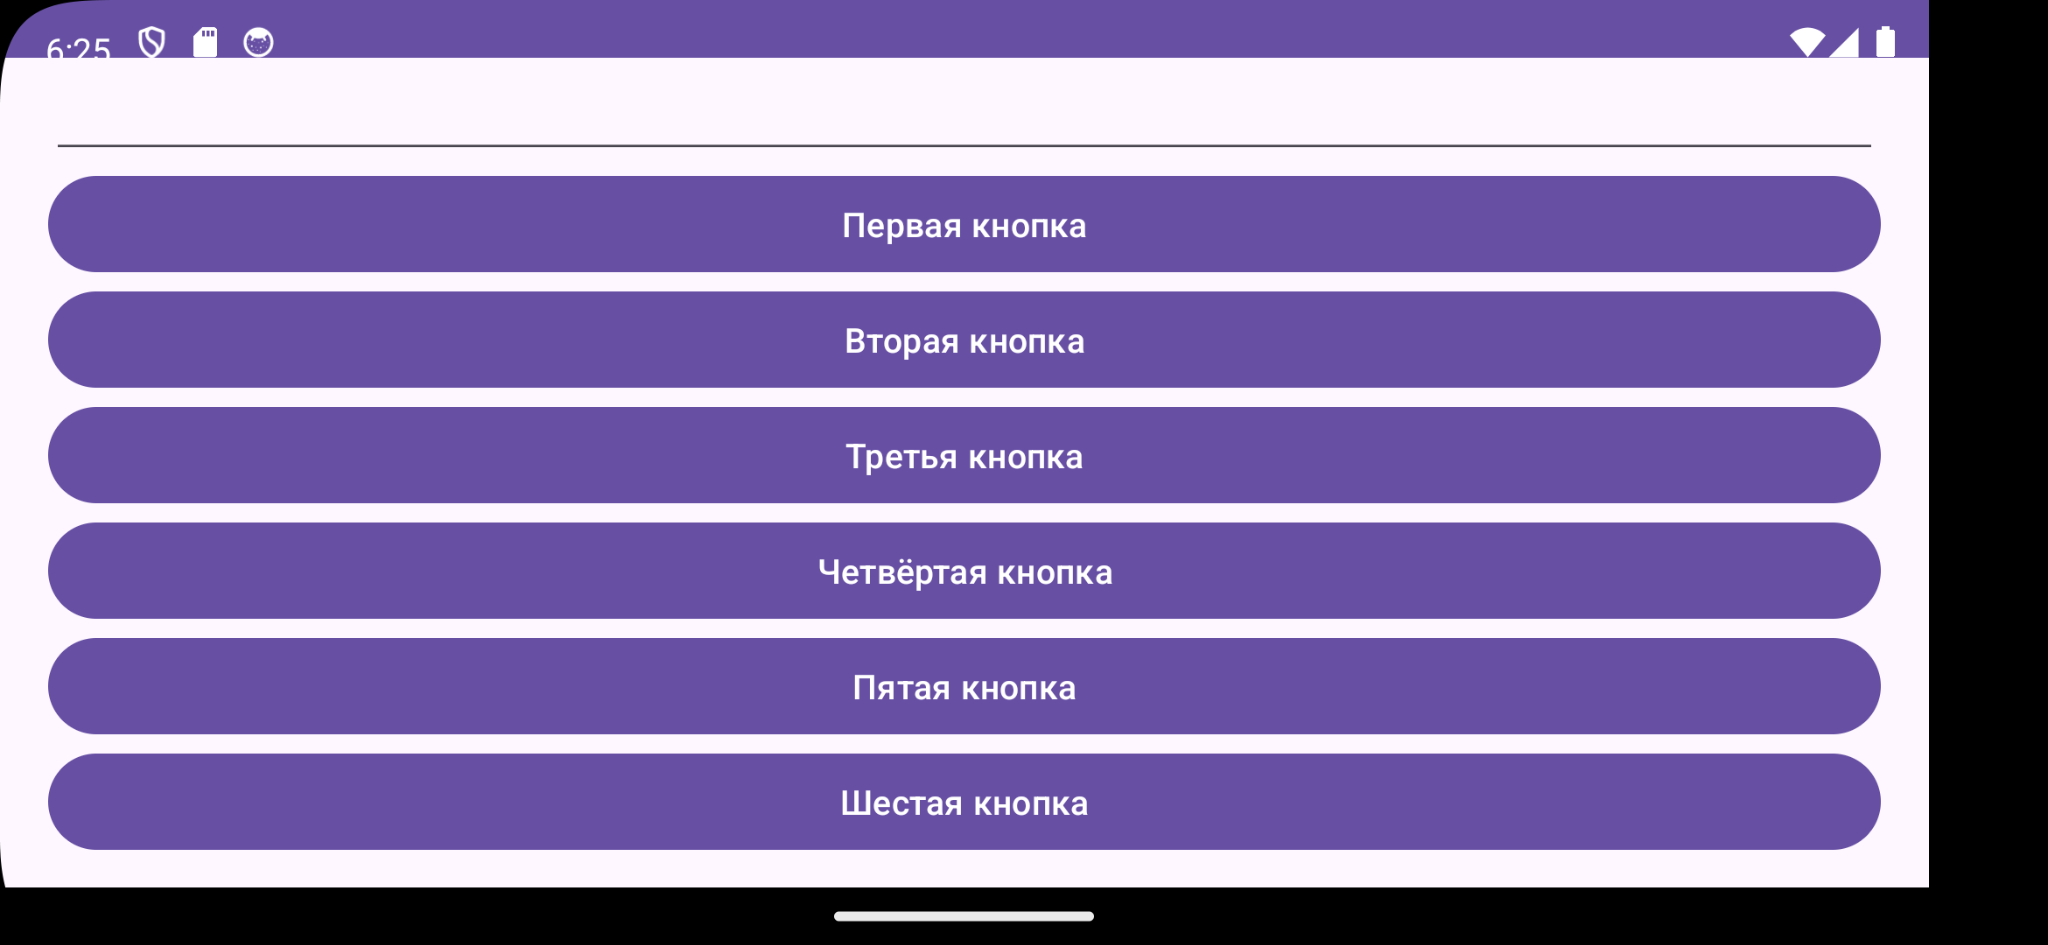 6:25
Первая кнопка
Вторая кнопка
Третья кнопка
Четвёртая кнопка
Пятая кнопка
Шестая кнопка